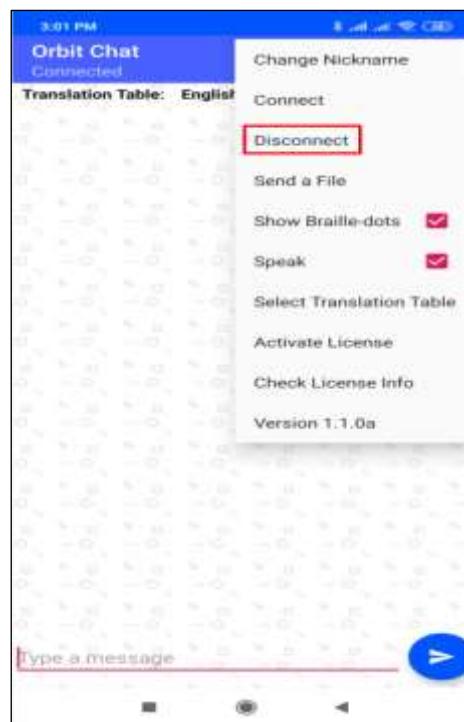 3:01 PM
Orbit Chat
Connected
Translation Table: English
Change Nickname
Connect
Disconnect
Send a File
Show Braille-dots
Speak
Select Translation Table
Activate License
Check License Info
Version 1.1.0a
Type a message